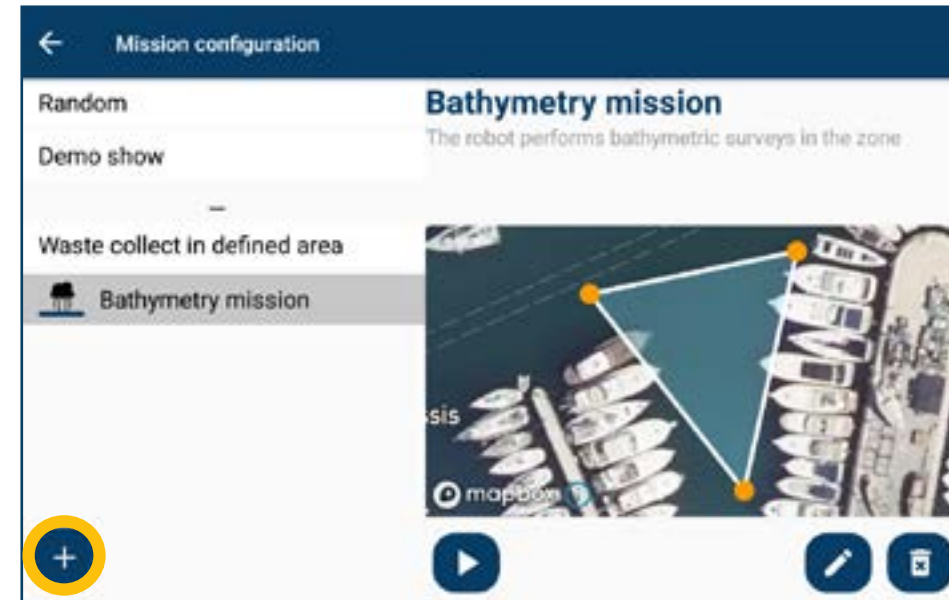 Mission configuration
Random
Demo show
Waste collect in defined area
Bathymetry mission
Bathymetry mission
The robot performs bathymetric surveys in the zone
sis
mapbox